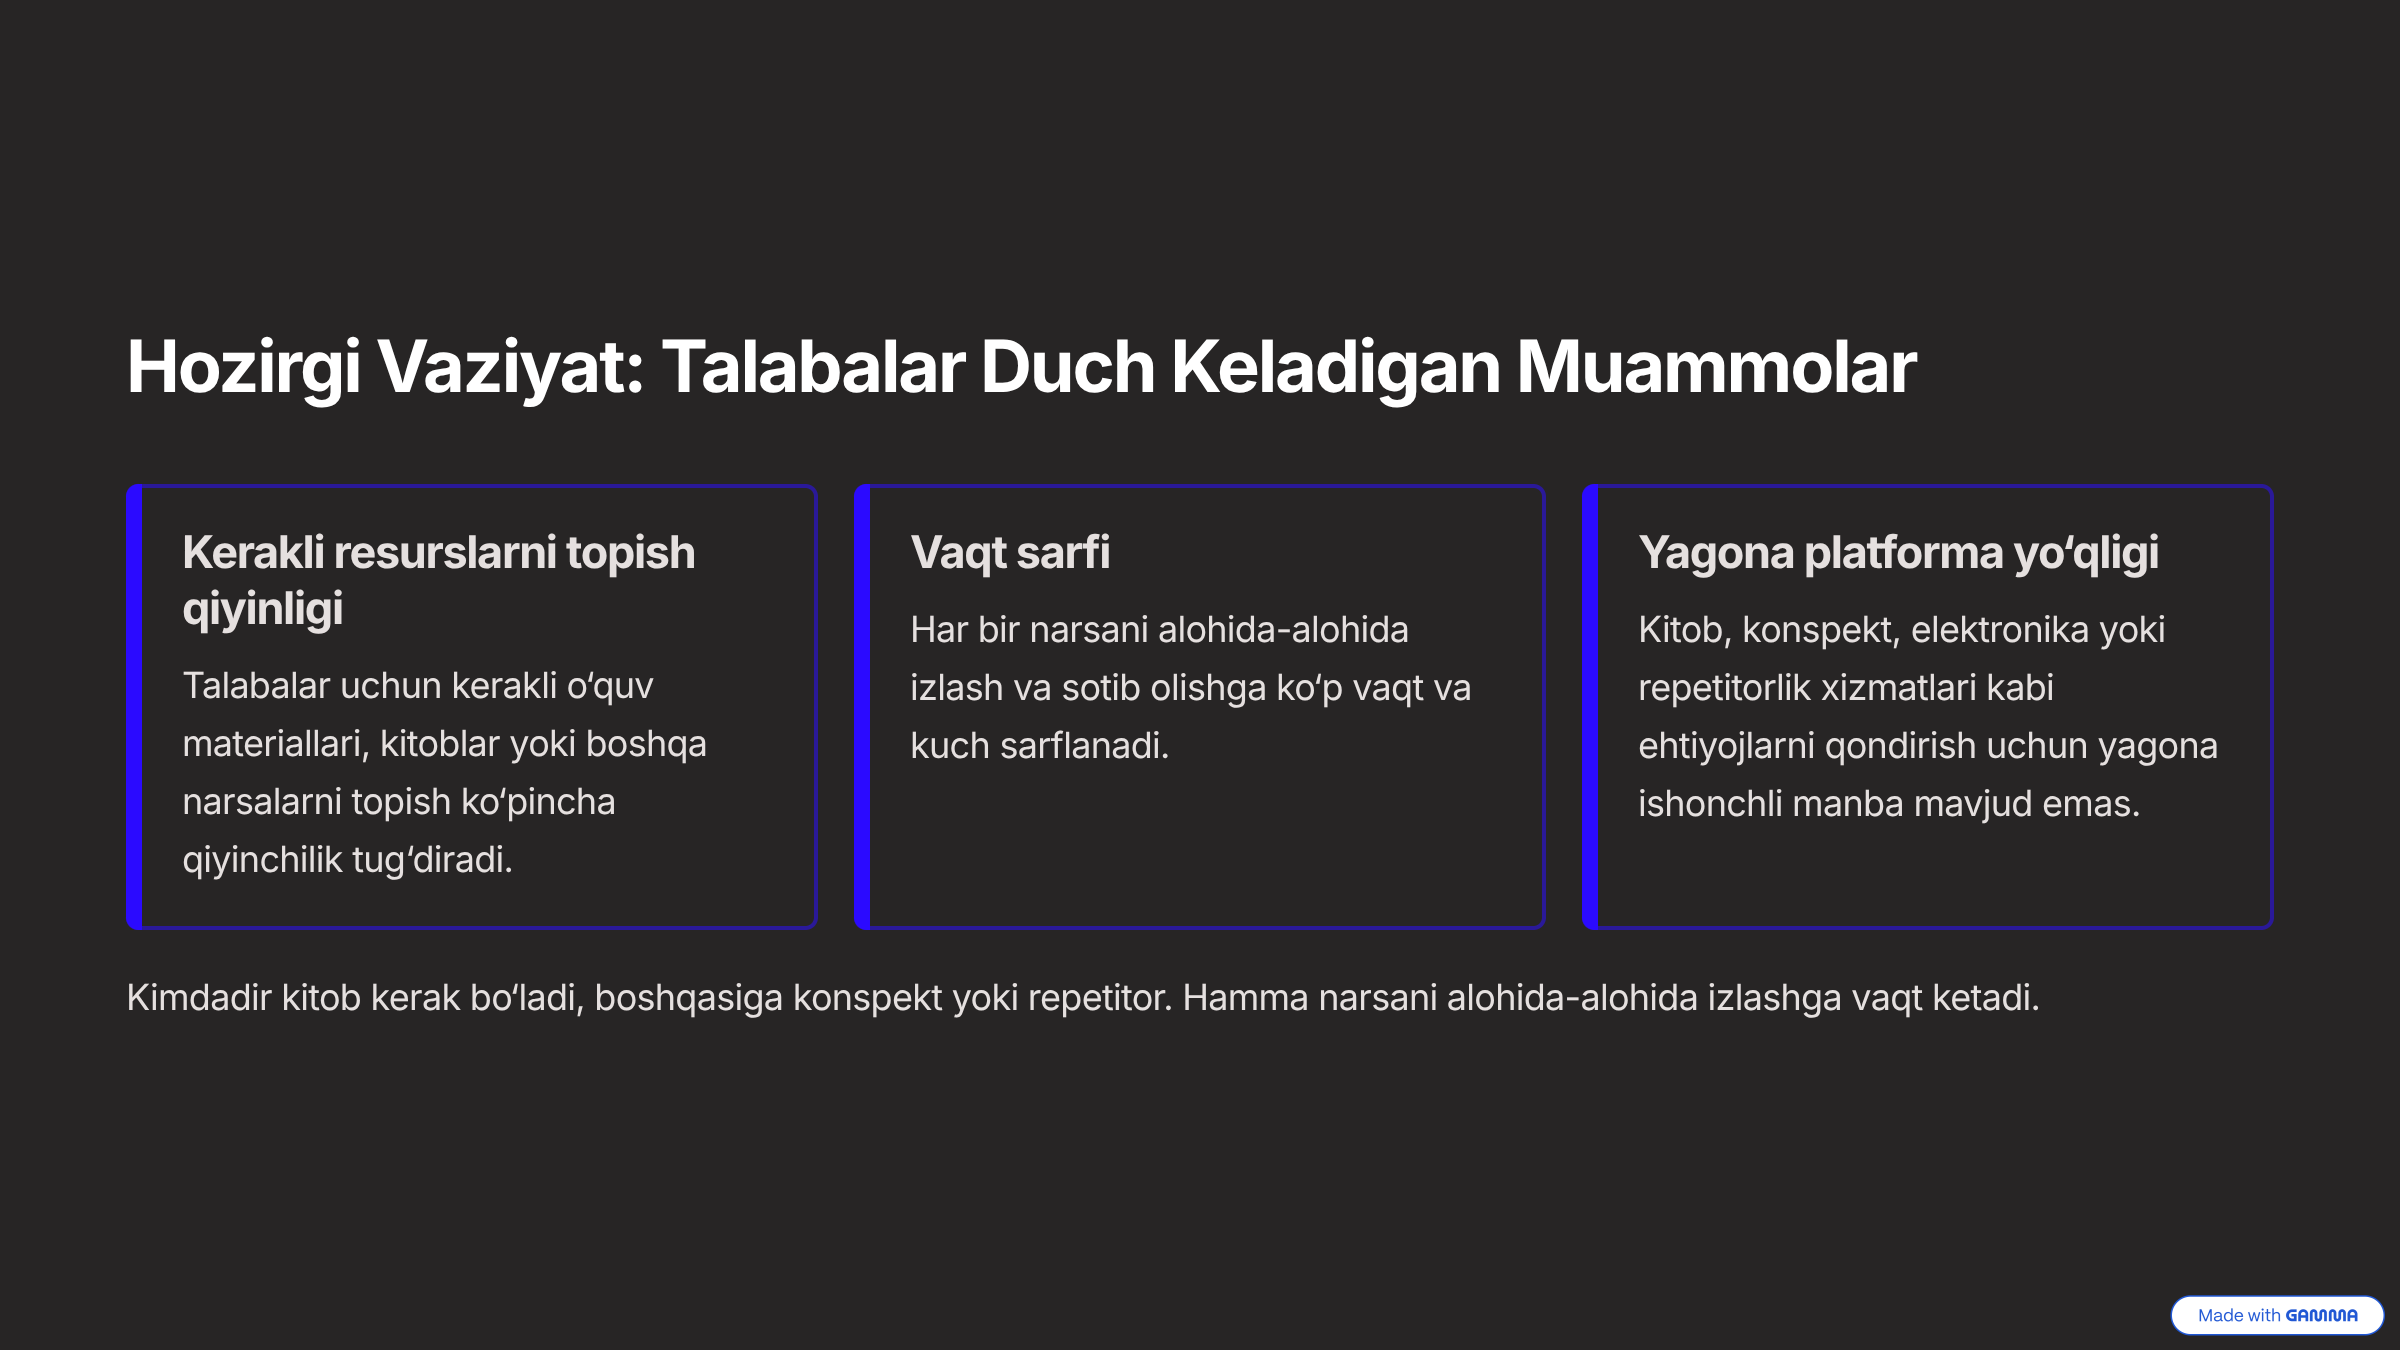 Hozirgi Vaziyat: Talabalar Duch Keladigan Muammolar
Kerakli resurslarni topish
qiyinligi
Talabalar uchun kerakli o‘quv
materiallari, kitoblar yoki boshqa
narsalarni topish ko‘pincha
qiyinchilik tug‘diradi.
Vaqt sarfi
Har bir narsani alohida-alohida
izlash va sotib olishga ko‘p vaqt va
kuch sarflanadi.
Yagona platforma yo‘qligi
Kitob, konspekt, elektronika yoki
repetitorlik xizmatlari kabi
ehtiyojlarni qondirish uchun yagona
ishonchli manba mavjud emas.
Kimdadir kitob kerak bo‘ladi, boshqasiga konspekt yoki repetitor. Hamma narsani alohida-alohida izlashga vaqt ketadi.
Made with GAMMA